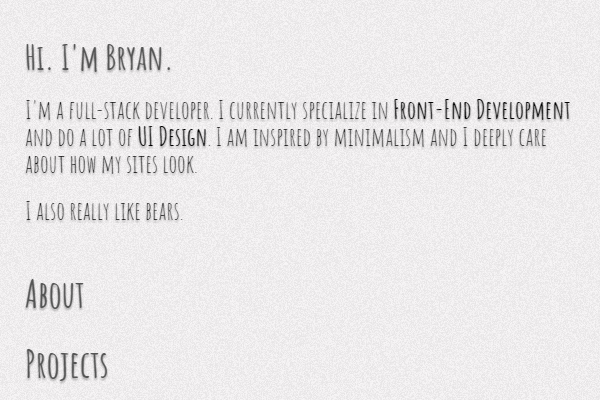 Hi. I'm Bryan.
I'm a full-stack developer. I currently specialize in Front-End Development
and do a lot of UI Design. I am inspired by minimalism and I deeply care
about how my sites look.
I also really like bears.
About
Projects